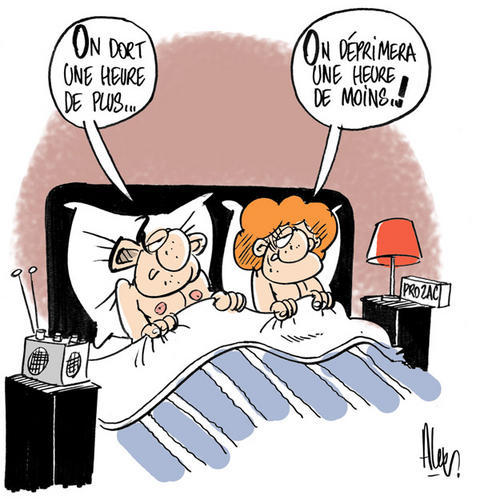 On dort
une heure
de plus...
On déprimera
une heure
de moins..!
PROZAC
Alex